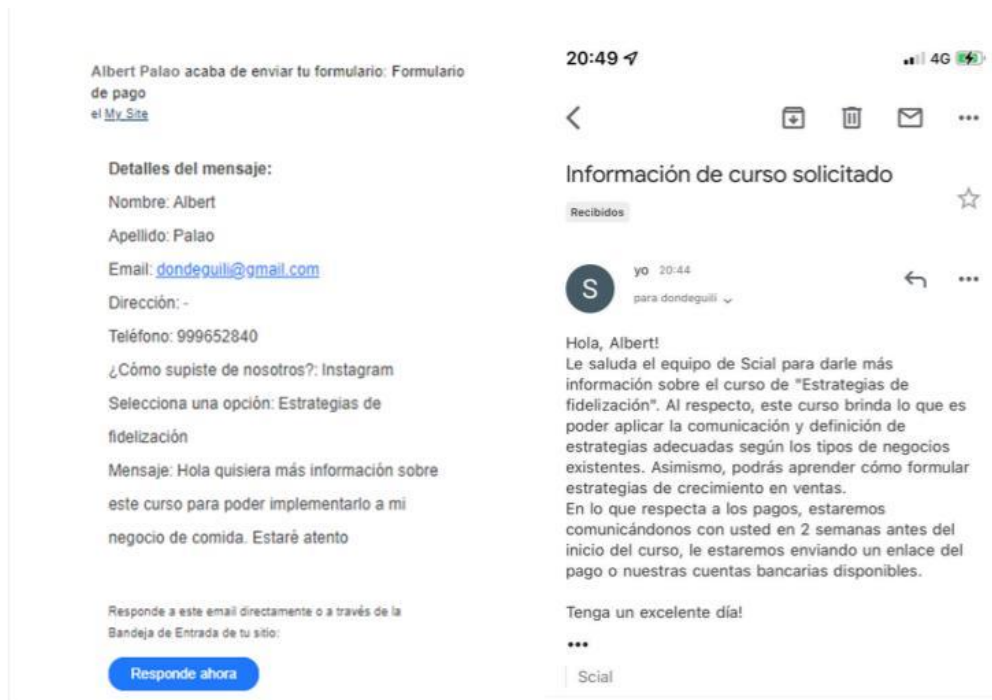 Albert Palao acaba de enviar tu formulario: Formulario
de pago
el My Site
Detalles del mensaje:
Nombre: Albert
Apellido: Palao
Email: dondeguili@gmail.com
Dirección: -
Teléfono: 999652840
¿Cómo supiste de nosotros?: Instagram
Selecciona una opción: Estrategias de
fidelización
Mensaje: Hola quisiera más información sobre
este curso para poder implementarlo a mi
negocio de comida. Estaré atento
Responde a este email directamente o a través de la
Bandeja de Entrada de tu sitio:
Responde ahora
20:49
4G
Información de curso solicitado
Recibidos
S
yo 20:44
para dondeguili
Hola, Albert!
Le saluda el equipo de Scial para darle más
información sobre el curso de "Estrategias de
fidelización". Al respecto, este curso brinda lo que es
poder aplicar la comunicación y definición de
estrategias adecuadas según los tipos de negocios
existentes. Asimismo, podrás aprender cómo formular
estrategias de crecimiento en ventas.
En lo que respecta a los pagos, estaremos
comunicándonos con usted en 2 semanas antes del
inicio del curso, le estaremos enviando un enlace del
pago o nuestras cuentas bancarias disponibles.
Tenga un excelente día!
Scial